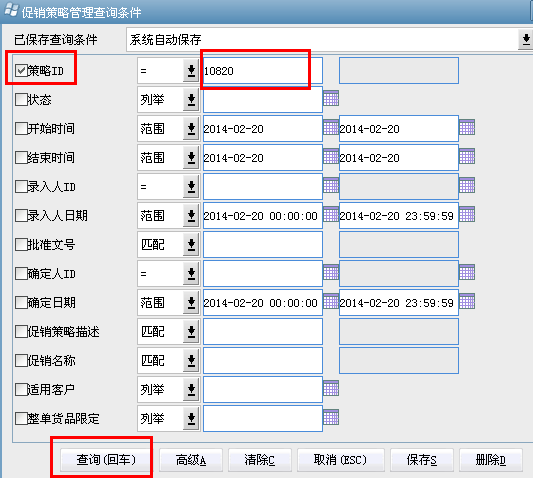 促销策略管理查询条件
已保存查询条件 系统自动保存
策略ID = 10820
状态 列举
开始时间 范围 2014-02-20 2014-02-20
结束时间 范围 2014-02-20 2014-02-20
录入人ID =
录入人日期 范围 2014-02-20 00:00:00 2014-02-20 23:59:59
批准文号 匹配
确定人ID =
确定日期 范围 2014-02-20 00:00:00 2014-02-20 23:59:59
促销策略描述 匹配
促销名称 匹配
适用客户 列举
整单货品限定 列举
查询(回车) 高级A 清除C 取消(ESC) 保存S 删除D